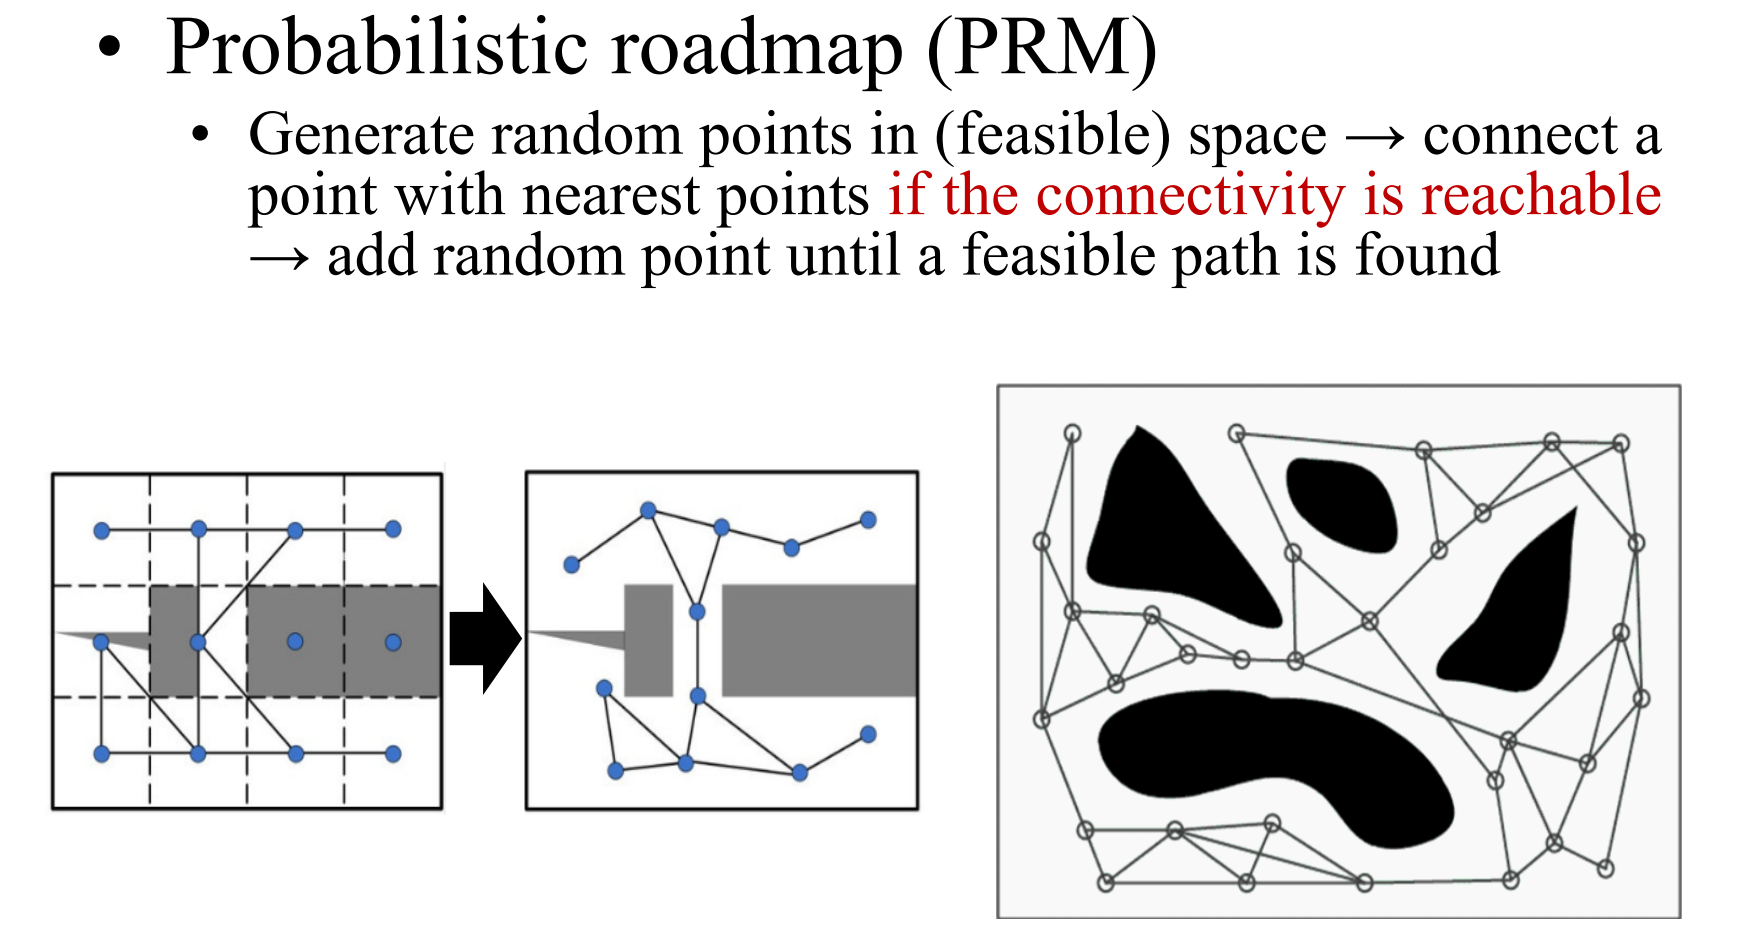 • Probabilistic roadmap (PRM)
• Generate random points in (feasible) space → connect a
point with nearest points if the connectivity is reachable
→ add random point until a feasible path is found